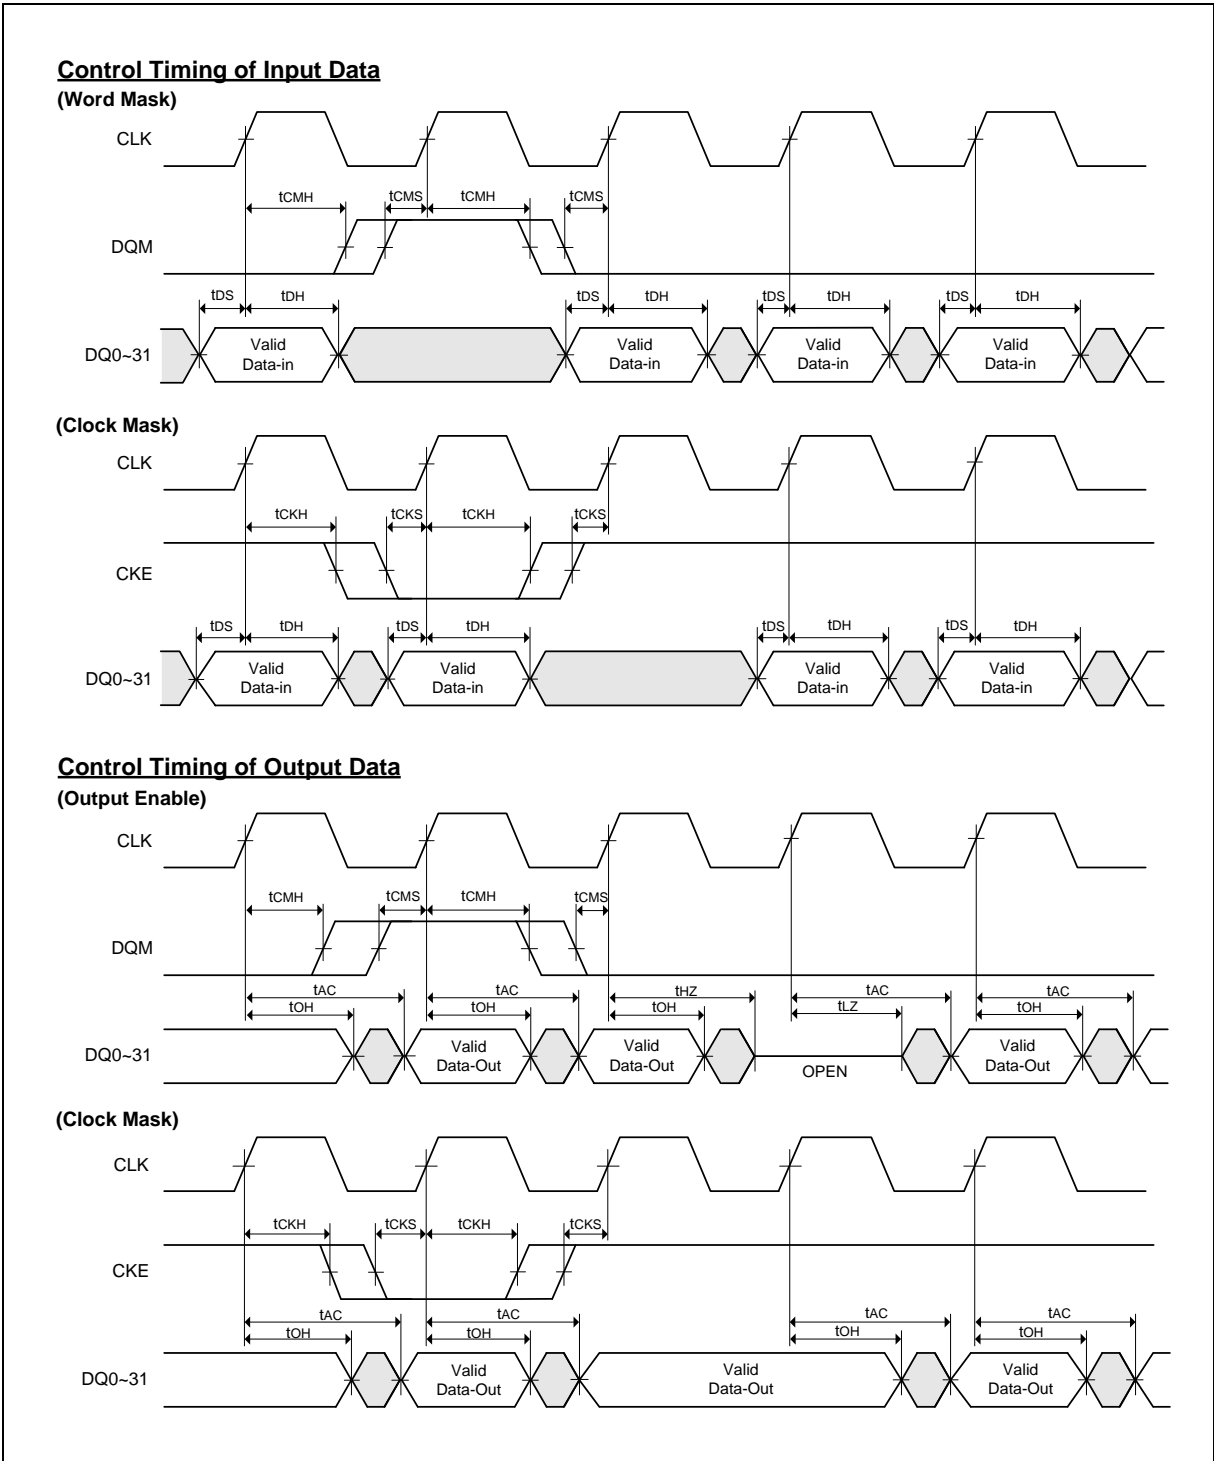 Control Timing of Input Data
(Word Mask)
CLK
tCMH tCMS tCMH tCMS
DQM
tDS tDH tDS tDH tDS tDH tDS tDH
DQ0~31
Valid Data-in
Valid Data-in
Valid Data-in
Valid Data-in
(Clock Mask)
CLK
tCKH tCKS tCKH tCKS
CKE
tDS tDH tDS tDH tDS tDH tDS tDH
DQ0~31
Valid Data-in
Valid Data-in
Valid Data-in
Valid Data-in
Control Timing of Output Data
(Output Enable)
CLK
tCMH tCMS tCMH tCMS
DQM
tAC tAC tHZ tAC tAC
tOH tOH tOH tLZ tOH
DQ0~31
Valid Data-Out
Valid Data-Out
OPEN
Valid Data-Out
(Clock Mask)
CLK
tCKH tCKS tCKH tCKS
CKE
tAC tAC tAC tAC
tOH tOH tOH tOH
DQ0~31
Valid Data-Out
Valid Data-Out
Valid Data-Out